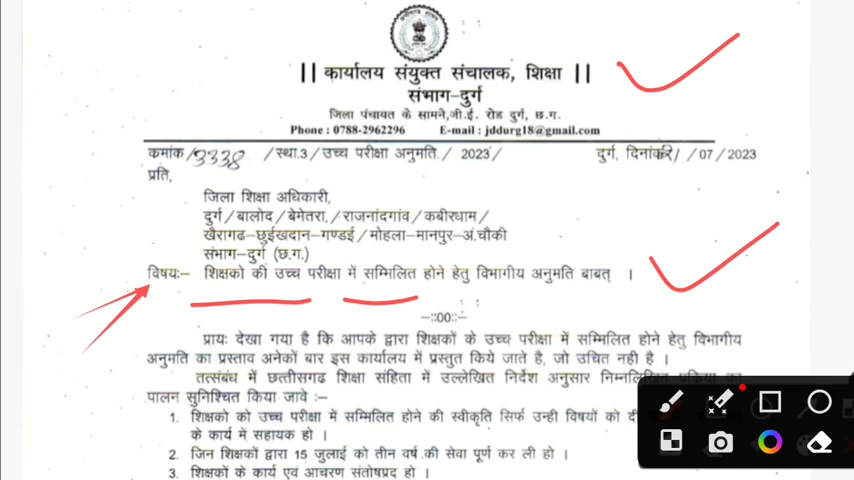 || कार्यालय संयुक्त संचालक, शिक्षा ||
संभाग-दुर्ग
जिला पंचायत के सामने,जी.ई. रोड दुर्ग, छ.ग.
Phone : 0788-2962296 E-mail : jddurg18@gmail.com
कमांक/3338 /स्था.3/उच्च परीक्षा अनुमति./ 2023/ दुर्ग, दिनांक /07/2023
प्रति,
जिला शिक्षा अधिकारी,
दुर्ग/बालोद/बेमेतरा,/राजनांदगांव/कबीरधाम/
खैरागढ-छुईखदान-गण्डई/मोहला-मानपुर-अं.चौकी
संभाग-दुर्ग (छ.ग.)
विषयः- शिक्षको की उच्च परीक्षा में सम्मिलित होने हेतु विभागीय अनुमति बाबत् ।
-::00::-
प्रायः देखा गया है कि आपके द्वारा शिक्षकों के उच्च परीक्षा में सम्मिलित होने हेतु विभागीय
अनुमति का प्रस्ताव अनेकों बार इस कार्यालय में प्रस्तुत किये जाते है, जो उचित नही है ।
तत्संबंध में छत्तीसगढ शिक्षा संहिता में उल्लेखित निर्देश अनुसार निम्नलिखित प्रकिया का
पालन सुनिश्चित किया जावे :-
1. शिक्षको को उच्च परीक्षा में सम्मिलित होने की स्वीकृति सिर्फ उन्ही विषयों को दी
के कार्य में सहायक हो ।
2. जिन शिक्षकों द्वारा 15 जुलाई को तीन वर्ष की सेवा पूर्ण कर ली हो ।
3. शिक्षकों के कार्य एवं आचरण संतोषप्रद हो ।